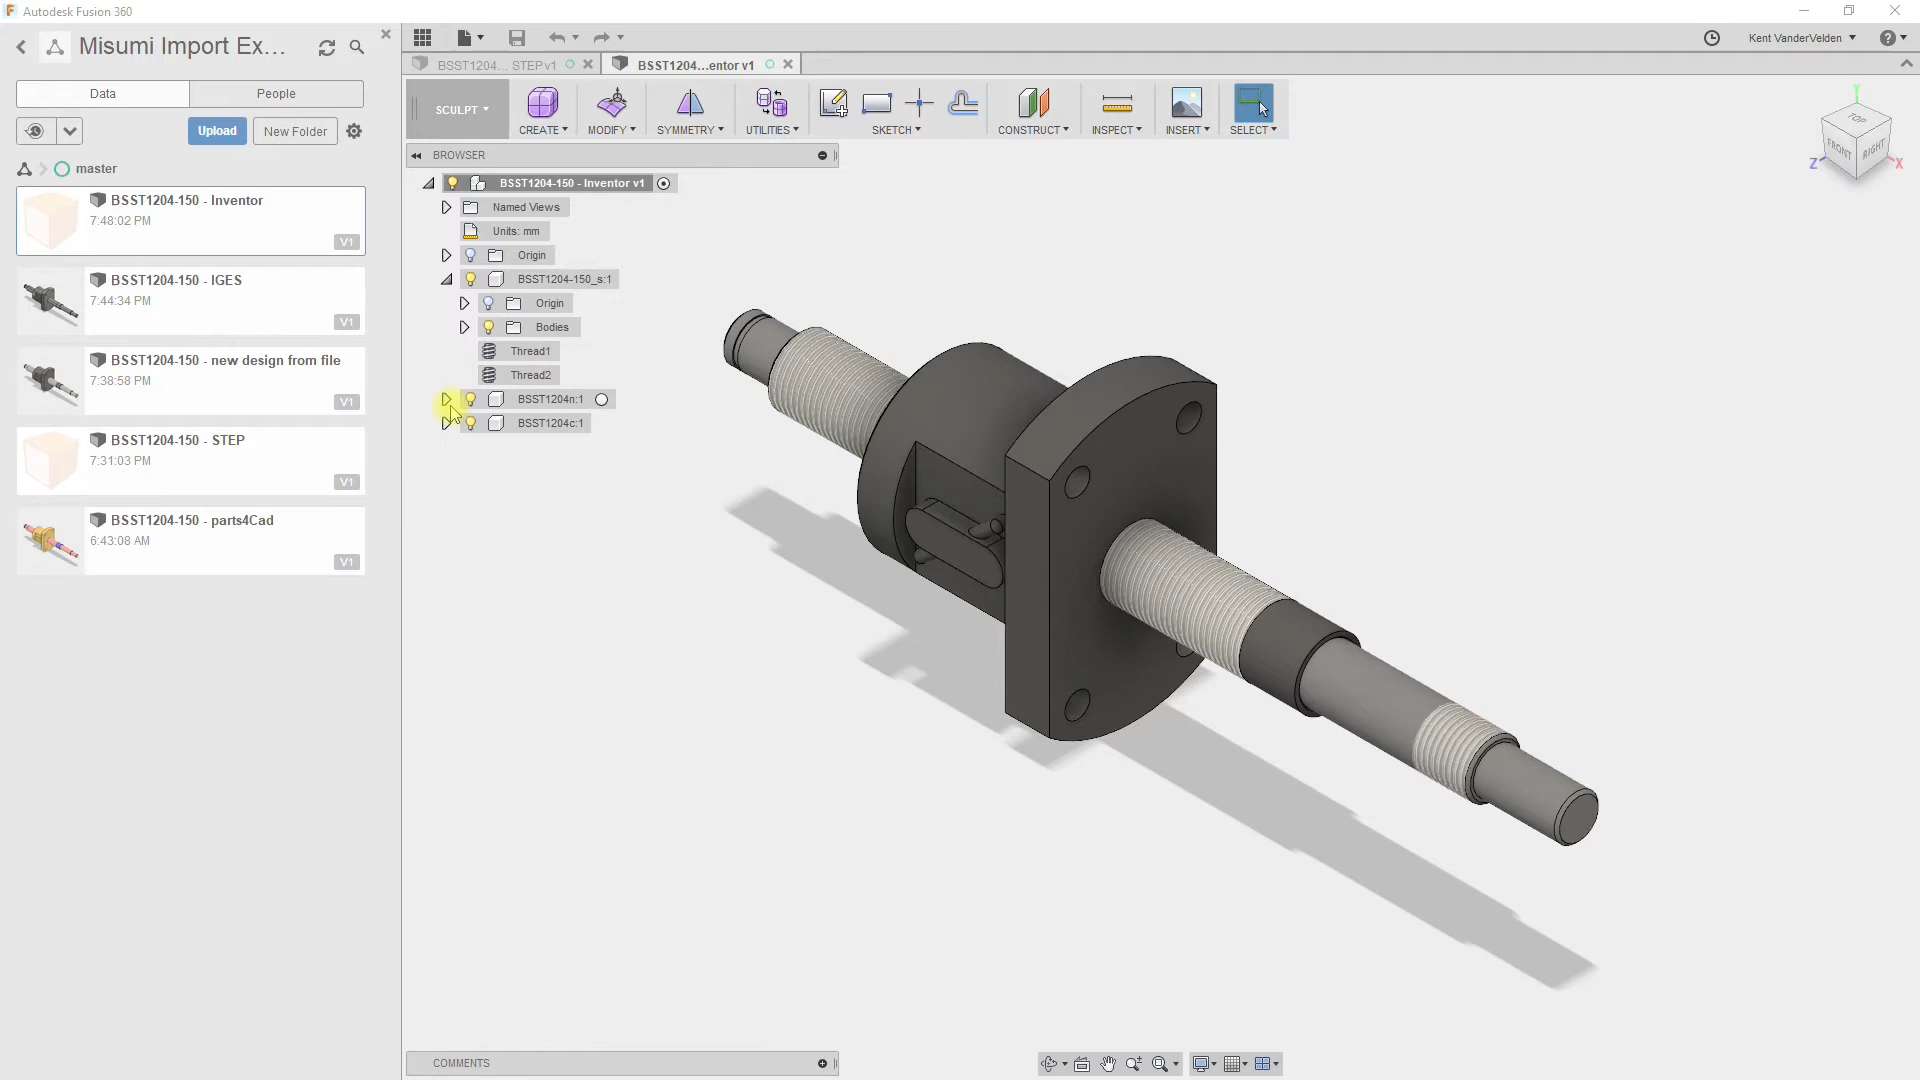 Autodesk Fusion 360
Misumi Import Ex...
Data
People
Upload
New Folder
master
BSST1204-150 - Inventor
7:48:02 PM
V1
BSST1204-150 - IGES
7:44:34 PM
V1
BSST1204-150 - new design from file
7:38:58 PM
V1
BSST1204-150 - STEP
7:31:03 PM
V1
BSST1204-150 - parts4Cad
6:43:08 AM
V1
Kent VanderVelden
BSST1204... STEP v1
BSST1204...entor v1
SCULPT
CREATE
MODIFY
SYMMETRY
UTILITIES
SKETCH
CONSTRUCT
INSPECT
INSERT
SELECT
BROWSER
BSST1204-150 - Inventor v1
Named Views
Units: mm
Origin
BSST1204-150_s:1
Origin
Bodies
Thread1
Thread2
BSST1204n:1
BSST1204c:1
Y
TOP
FRONT
RIGHT
Z
X
COMMENTS